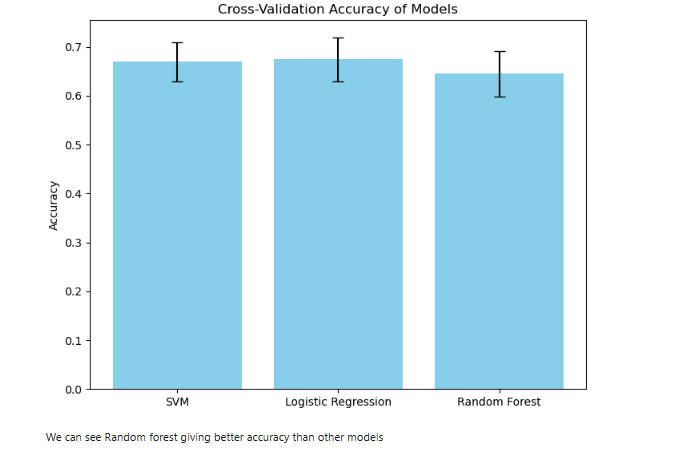 Cross-Validation Accuracy of Models
0.7
0.6
0.5
0.4
0.3
0.2
0.1
0.0
Accuracy
SVM Logistic Regression Random Forest
We can see Random forest giving better accuracy than other models